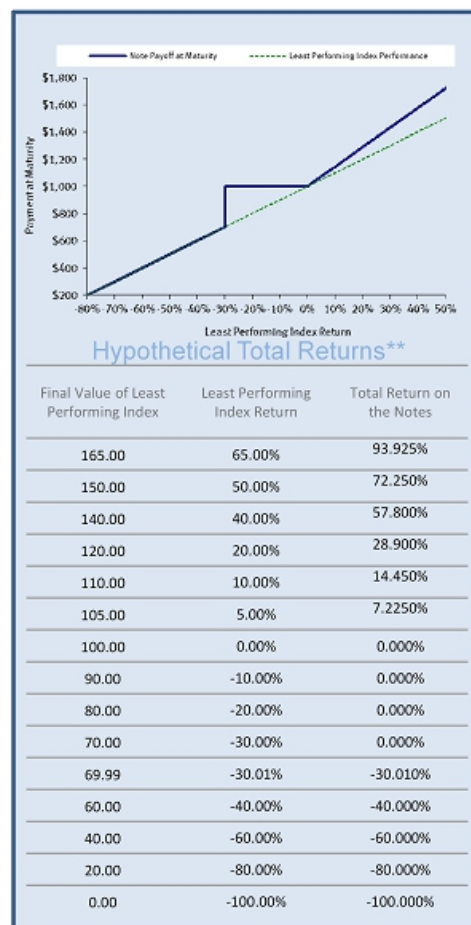 Note Payoff at Maturity Least Performing Index Performance
$1,800
$1,600
$1,400
$1,200
$1,000
$800
$600
$400
$200
Payment at Maturity
-80% -70% -60% -50% -40% -30% -20% -10% 0% 10% 20% 30% 40% 50%
Least Performing Index Return
Hypothetical Total Returns**
Final Value of Least Performing Index Least Performing Index Return Total Return on the Notes
165.00 65.00% 93.925%
150.00 50.00% 72.250%
140.00 40.00% 57.800%
120.00 20.00% 28.900%
110.00 10.00% 14.450%
105.00 5.00% 7.2250%
100.00 0.00% 0.000%
90.00 -10.00% 0.000%
80.00 -20.00% 0.000%
70.00 -30.00% 0.000%
69.99 -30.01% -30.010%
60.00 -40.00% -40.000%
40.00 -60.00% -60.000%
20.00 -80.00% -80.000%
0.00 -100.00% -100.000%